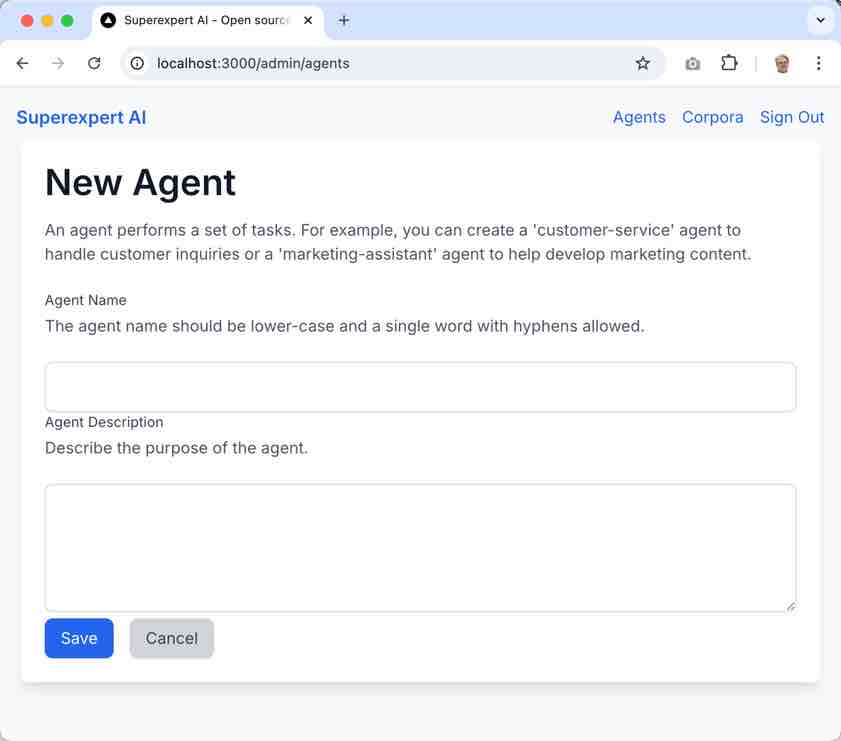 Superexpert AI - Open sourc
localhost:3000/admin/agents
Superexpert AI
Agents
Corpora
Sign Out
New Agent
An agent performs a set of tasks. For example, you can create a 'customer-service' agent to
handle customer inquiries or a 'marketing-assistant' agent to help develop marketing content.
Agent Name
The agent name should be lower-case and a single word with hyphens allowed.
Agent Description
Describe the purpose of the agent.
Save
Cancel